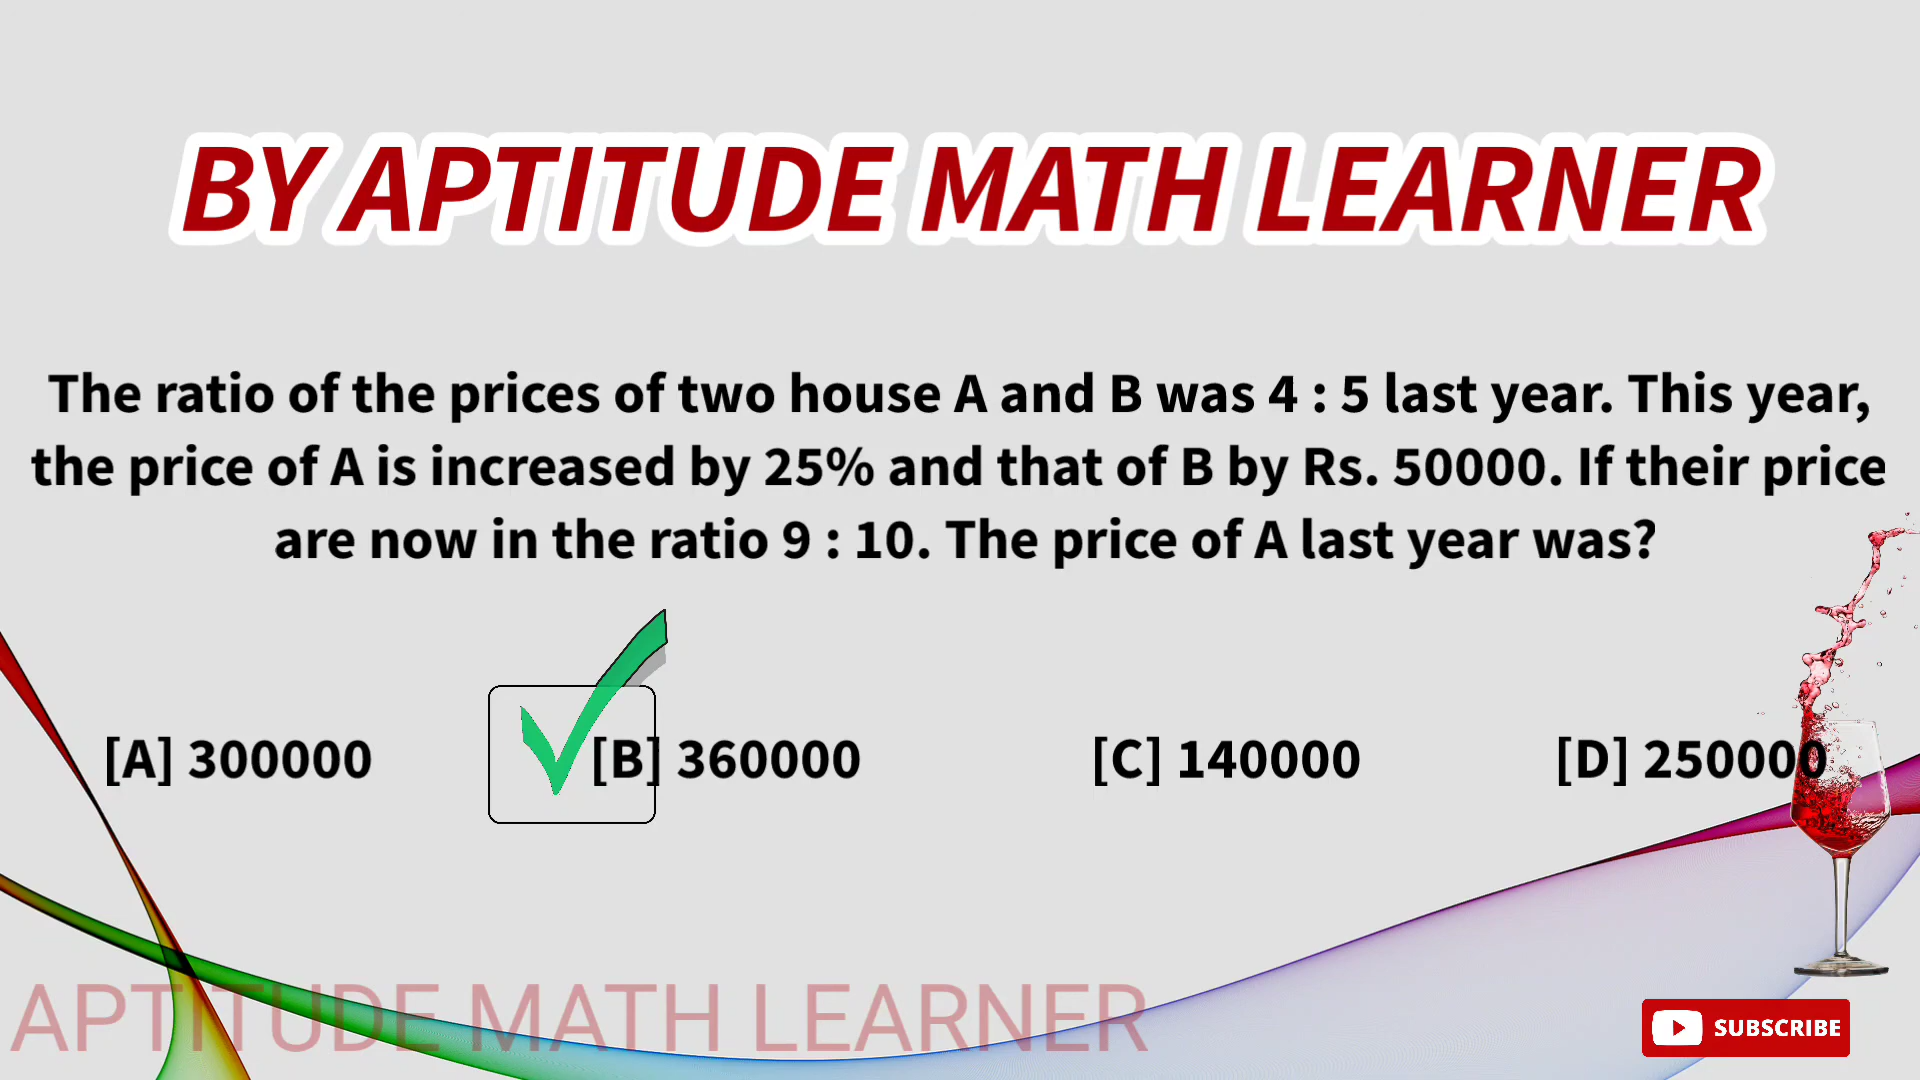 BY APTITUDE MATH LEARNER
The ratio of the prices of two house A and B was 4 : 5 last year. This year,
the price of A is increased by 25% and that of B by Rs. 50000. If their price
are now in the ratio 9 : 10. The price of A last year was?
[A] 300000 [B] 360000 [C] 140000 [D] 250000
APTITUDE MATH LEARNER
SUBSCRIBE